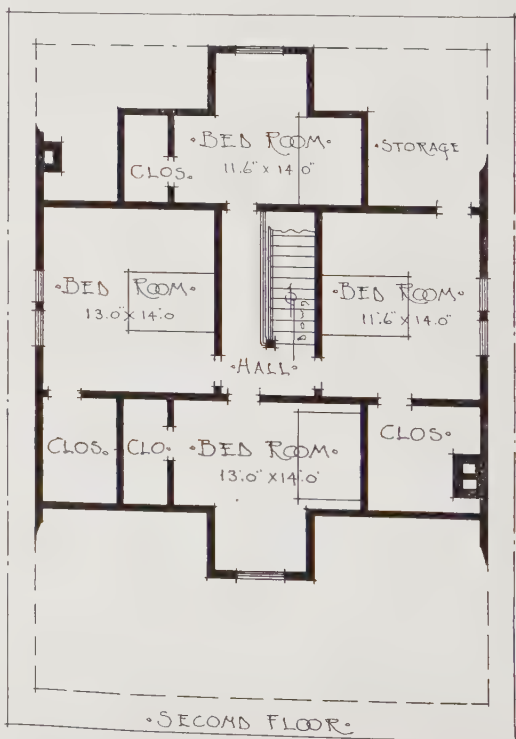 ·BED ROOM·
11.6" x 14.0"
·STORAGE
CLOS.
·BED ROOM·
13.0" X 14.0
·BED ROOM·
11.6" x 14.0"
DOWN
·HALL·
CLOS.
CLO.
·BED ROOM·
13.0" X 14.0"
CLOS·
·SECOND FLOOR·